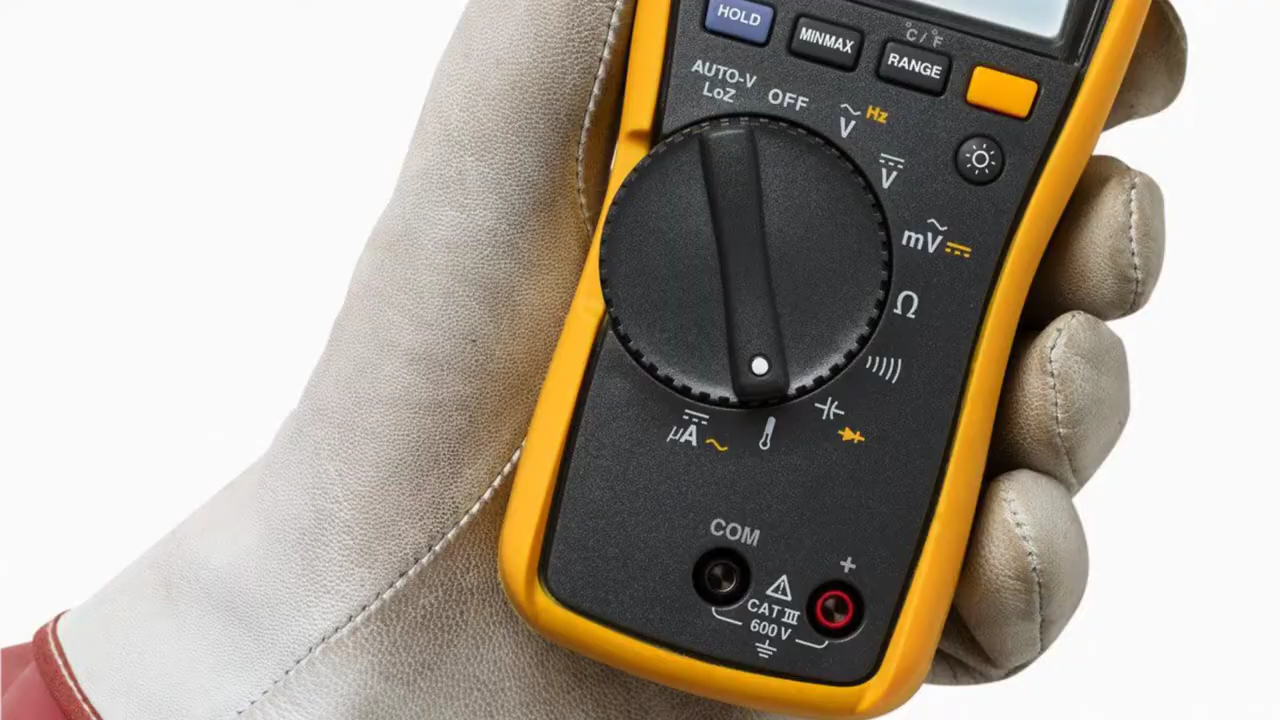 HOLD
MINMAX
°C / °F
RANGE
AUTO-V
LoZ
OFF
V Hz
V
mV
Ω
μA
COM
+
CAT III
600 V